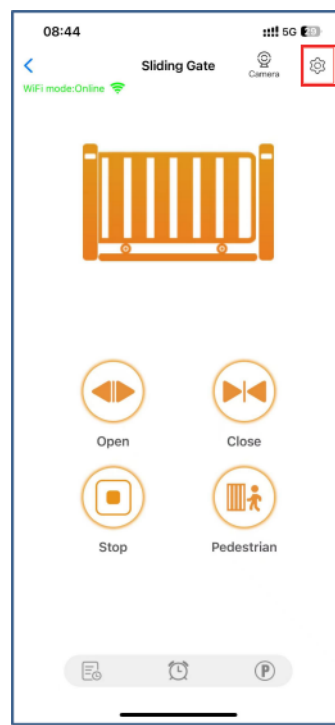 08:44
5G
Sliding Gate
Camera
WiFi mode:Online
Open
Close
Stop
Pedestrian
P